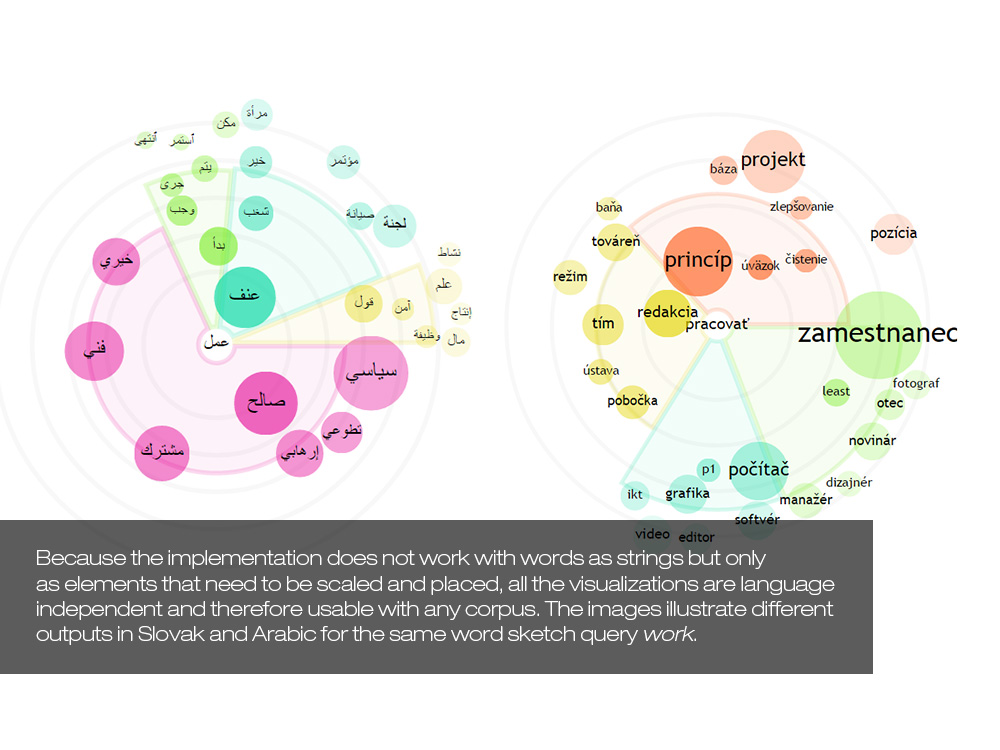 مرأة
مكن
أستمر
أنتهي
خير
يتم
مؤتمر
جرى
وجب
شغب
صيانة
لجنة
بدأ
خيري
عنف
نشاط
علم
قول
أمن
إنتاج
وظيفة
مال
عمل
فني
سياسي
صالح
تطوعي
إرهابي
مشترك
projekt
báza
zlepšovanie
baňa
továreň
pozícia
princíp
úväzok
čistenie
režim
redakcia
tím
pracovať
zamestnanec
ústava
fotograf
least
otec
pobočka
novinár
p1
počítač
dizajnér
ikt
grafika
manažér
softvér
video
editor
Because the implementation does not work with words as strings but only
as elements that need to be scaled and placed, all the visualizations are language
independent and therefore usable with any corpus. The images illustrate different
outputs in Slovak and Arabic for the same word sketch query work.